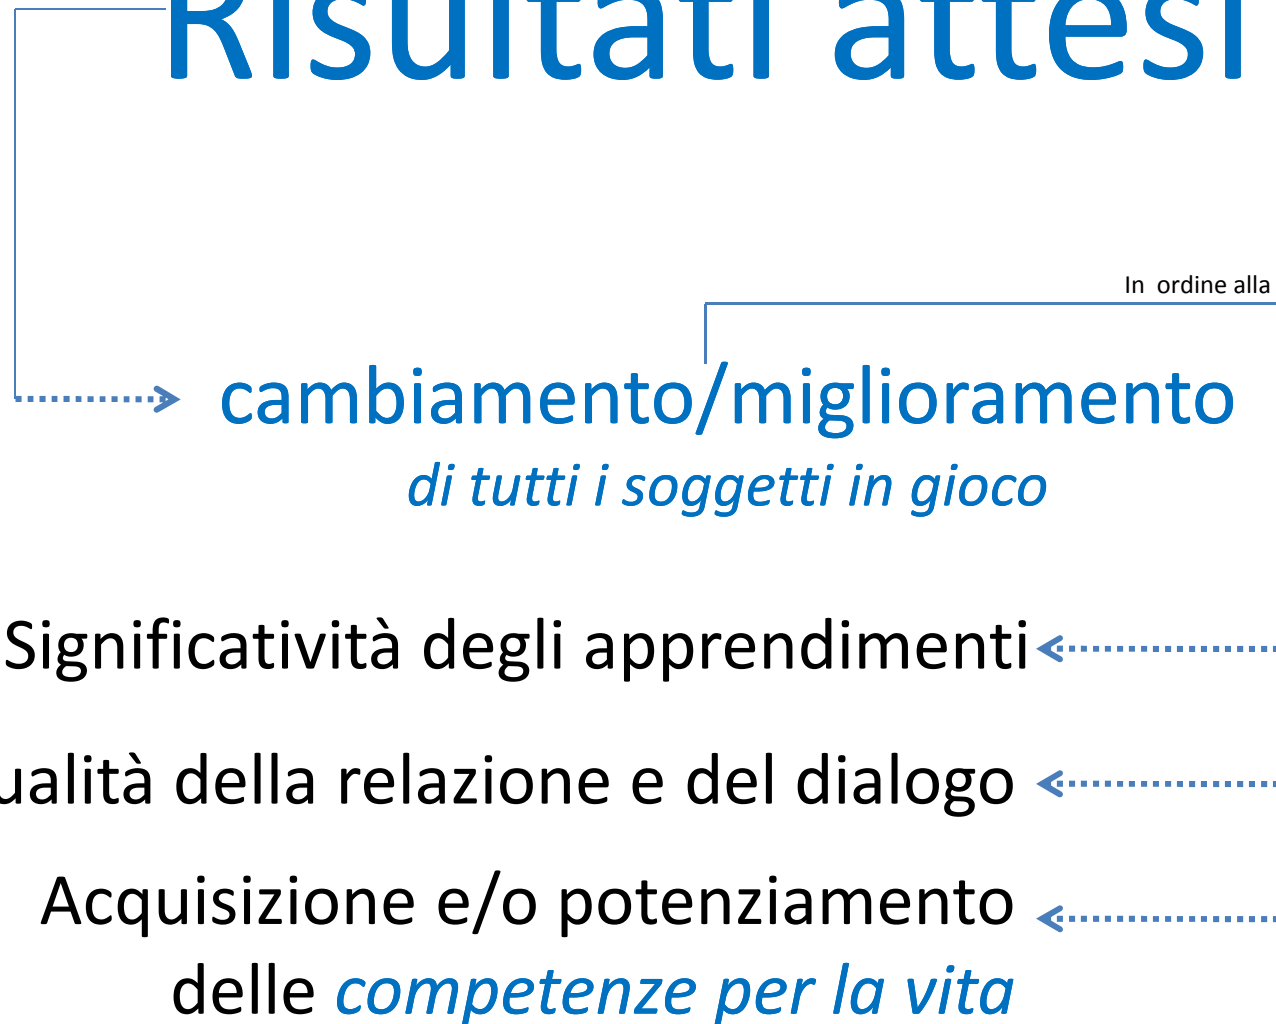 Risultati attesi
In ordine alla
cambiamento/miglioramento
di tutti i soggetti in gioco
Significatività degli apprendimenti
ualità della relazione e del dialogo
Acquisizione e/o potenziamento
delle competenze per la vita